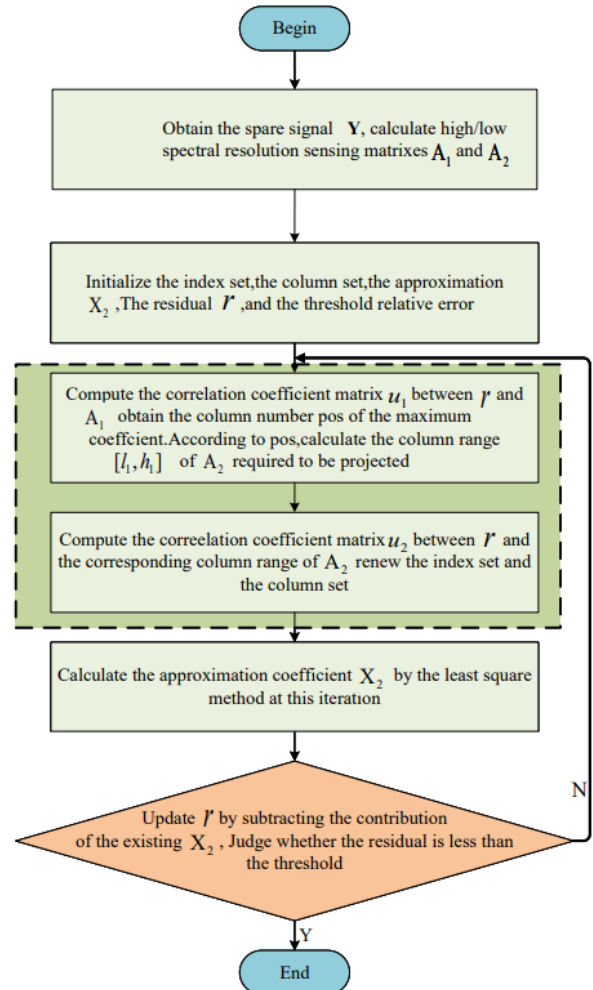 Begin
Obtain the spare signal Y, calculate high/low
spectral resolution sensing matrixes A₁ and A₂
Initialize the index set,the column set,the approximation
X₂ ,The residual r ,and the threshold relative error
Compute the correlation coefficient matrix u₁ between r and
A₁ obtain the column number pos of the maximum
coeffcient.According to pos,calculate the column range
[l₁,h₁] of A₂ required to be projected
Compute the correelation coefficient matrix u₂ between r and
the corresponding column range of A₂ renew the index set and
the column set
Calculate the approximation coefficient X₂ by the least square
method at this iteration
Update r by subtracting the contribution
of the existing X₂ , Judge whether the residual is less than
the threshold
N
Y
End